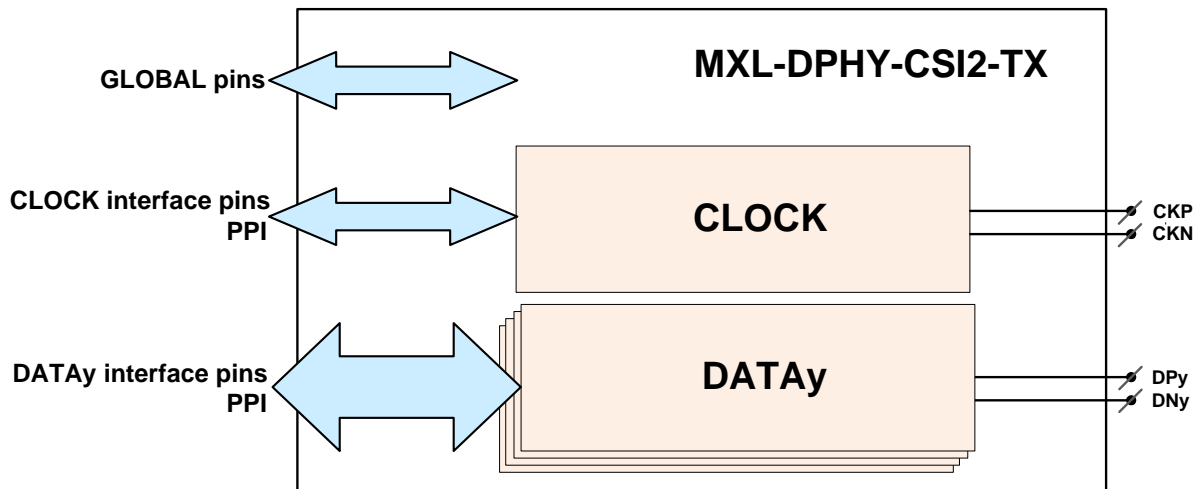 MXL-DPHY-CSI2-TX
GLOBAL pins
CLOCK interface pins
PPI
CLOCK
CKP
CKN
DATAy interface pins
PPI
DATAy
DPy
DNy